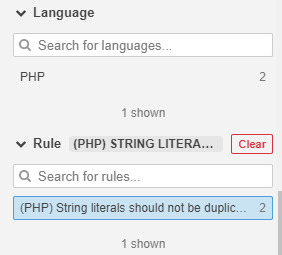 Language
Search for languages...
PHP 2
1 shown
Rule (PHP) STRING LITERA... Clear
Search for rules...
(PHP) String literals should not be duplic... 2
1 shown